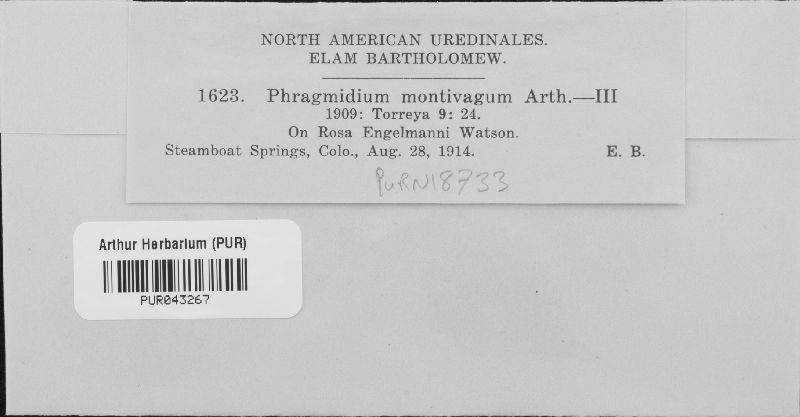 NORTH AMERICAN UREDINALES.
ELAM BARTHOLOMEW.
1623. Phragmidium montivagum Arth.—III
1909: Torreya 9: 24.
On Rosa Engelmanni Watson.
Steamboat Springs, Colo., Aug. 28, 1914. E. B.
PURN18733
Arthur Herbarium (PUR)
PUR043267